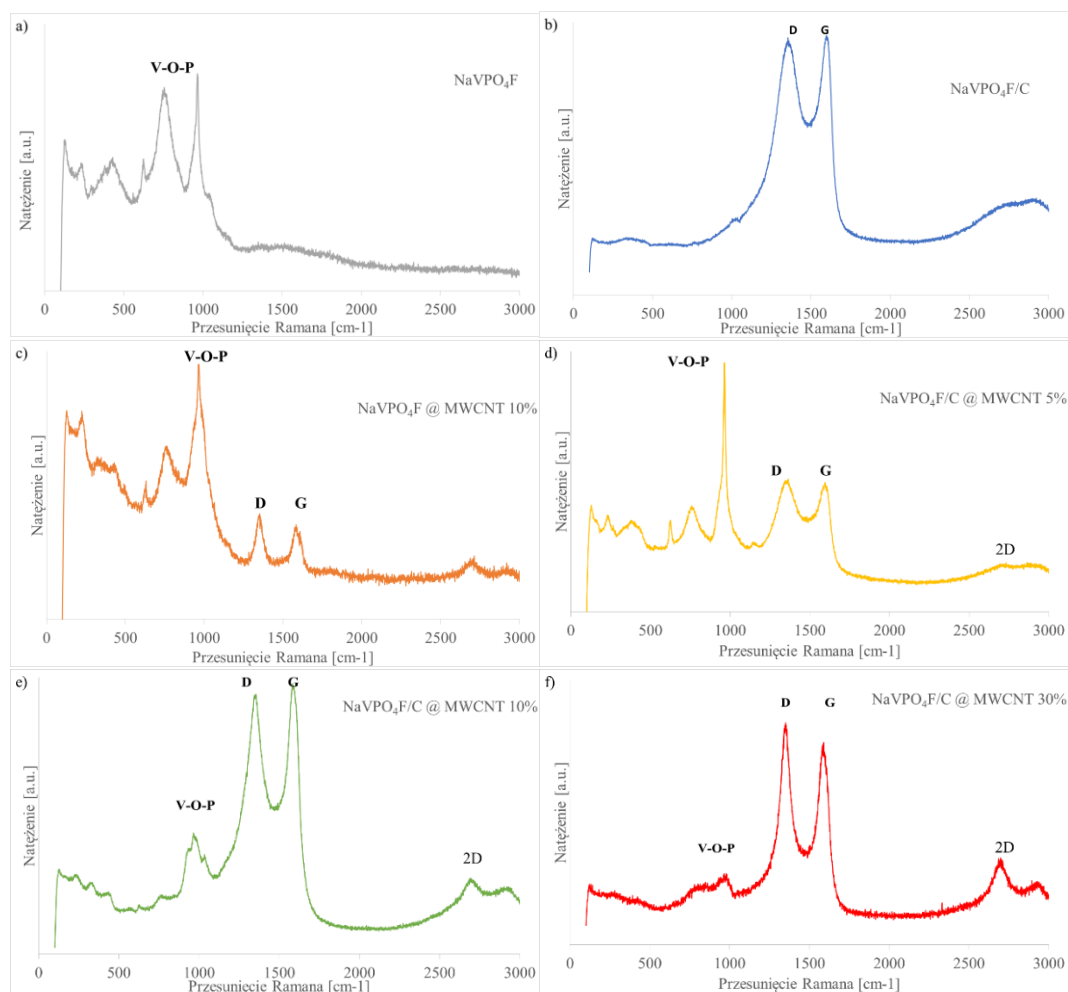 a)
V-O-P
NaVPO₄F
Natężenie [a.u.]
0 500 1000 1500 2000 2500 3000
Przesunięcie Ramana [cm-1]
b)
D G
NaVPO₄F/C
Natężenie [a.u.]
0 500 1000 1500 2000 2500 3000
Przesunięcie Ramana [cm-1]
c)
V-O-P
NaVPO₄F @ MWCNT 10%
D G
Natężenie [a.u.]
0 500 1000 1500 2000 2500 3000
Przesunięcie Ramana [cm-1]
d)
V-O-P
NaVPO₄F/C @ MWCNT 5%
D G
2D
Natężenie [a.u.]
0 500 1000 1500 2000 2500 3000
Przesunięcie Ramana [cm-1]
e)
D G
NaVPO₄F/C @ MWCNT 10%
V-O-P
2D
Natężenie [a.u.]
0 500 1000 1500 2000 2500 3000
Przesunięcie Ramana [cm-1]
f)
NaVPO₄F/C @ MWCNT 30%
D G
V-O-P
2D
Natężenie [a.u.]
0 500 1000 1500 2000 2500 3000
Przesunięcie Ramana [cm-1]